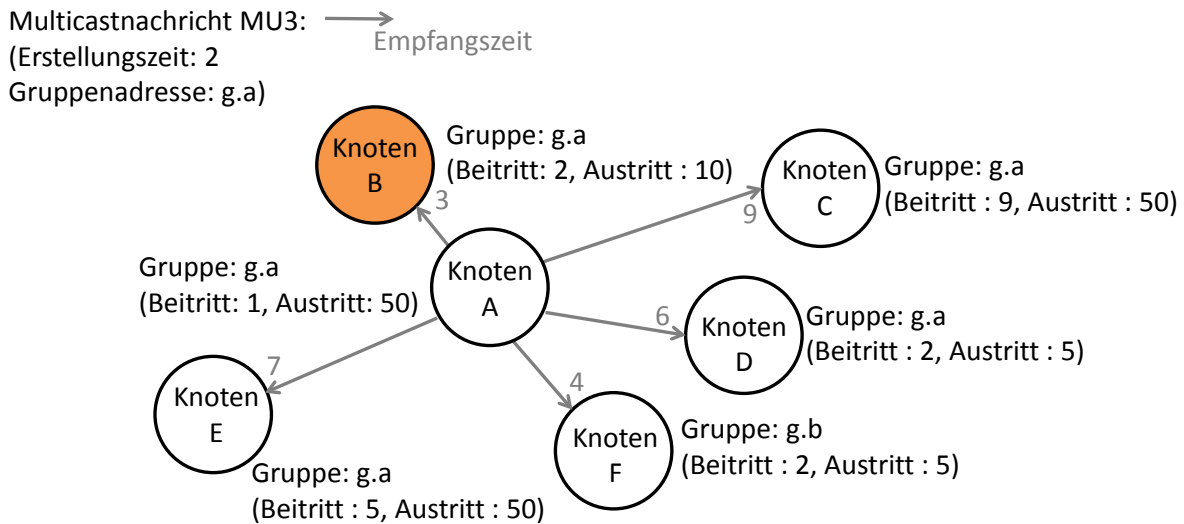 Multicastnachricht MU3:
Empfangszeit
(Erstellungszeit: 2
Gruppenadresse: g.a)
Knoten
B
Gruppe: g.a
(Beitritt: 2, Austritt : 10)
3
Knoten
C
Gruppe: g.a
(Beitritt : 9, Austritt : 50)
9
Gruppe: g.a
(Beitritt: 1, Austritt: 50)
Knoten
A
6
Knoten
D
Gruppe: g.a
(Beitritt : 2, Austritt : 5)
7
Knoten
E
Gruppe: g.a
(Beitritt : 5, Austritt : 50)
4
Knoten
F
Gruppe: g.b
(Beitritt : 2, Austritt : 5)